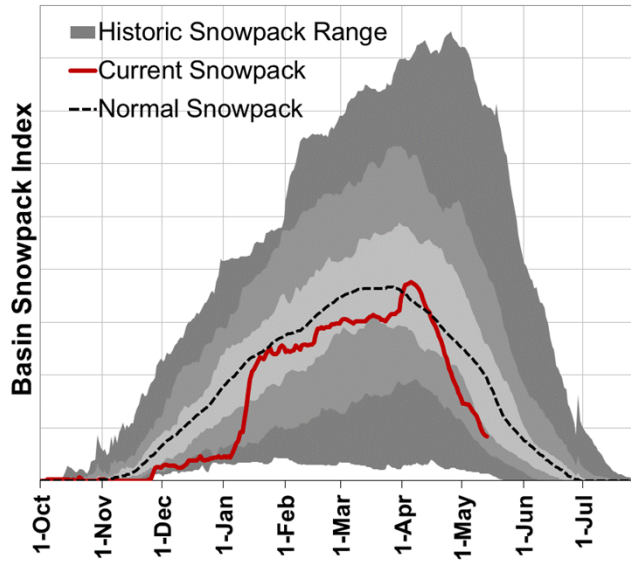 Historic Snowpack Range
Current Snowpack
Normal Snowpack
Basin Snowpack Index
1-Oct
1-Nov
1-Dec
1-Jan
1-Feb
1-Mar
1-Apr
1-May
1-Jun
1-Jul